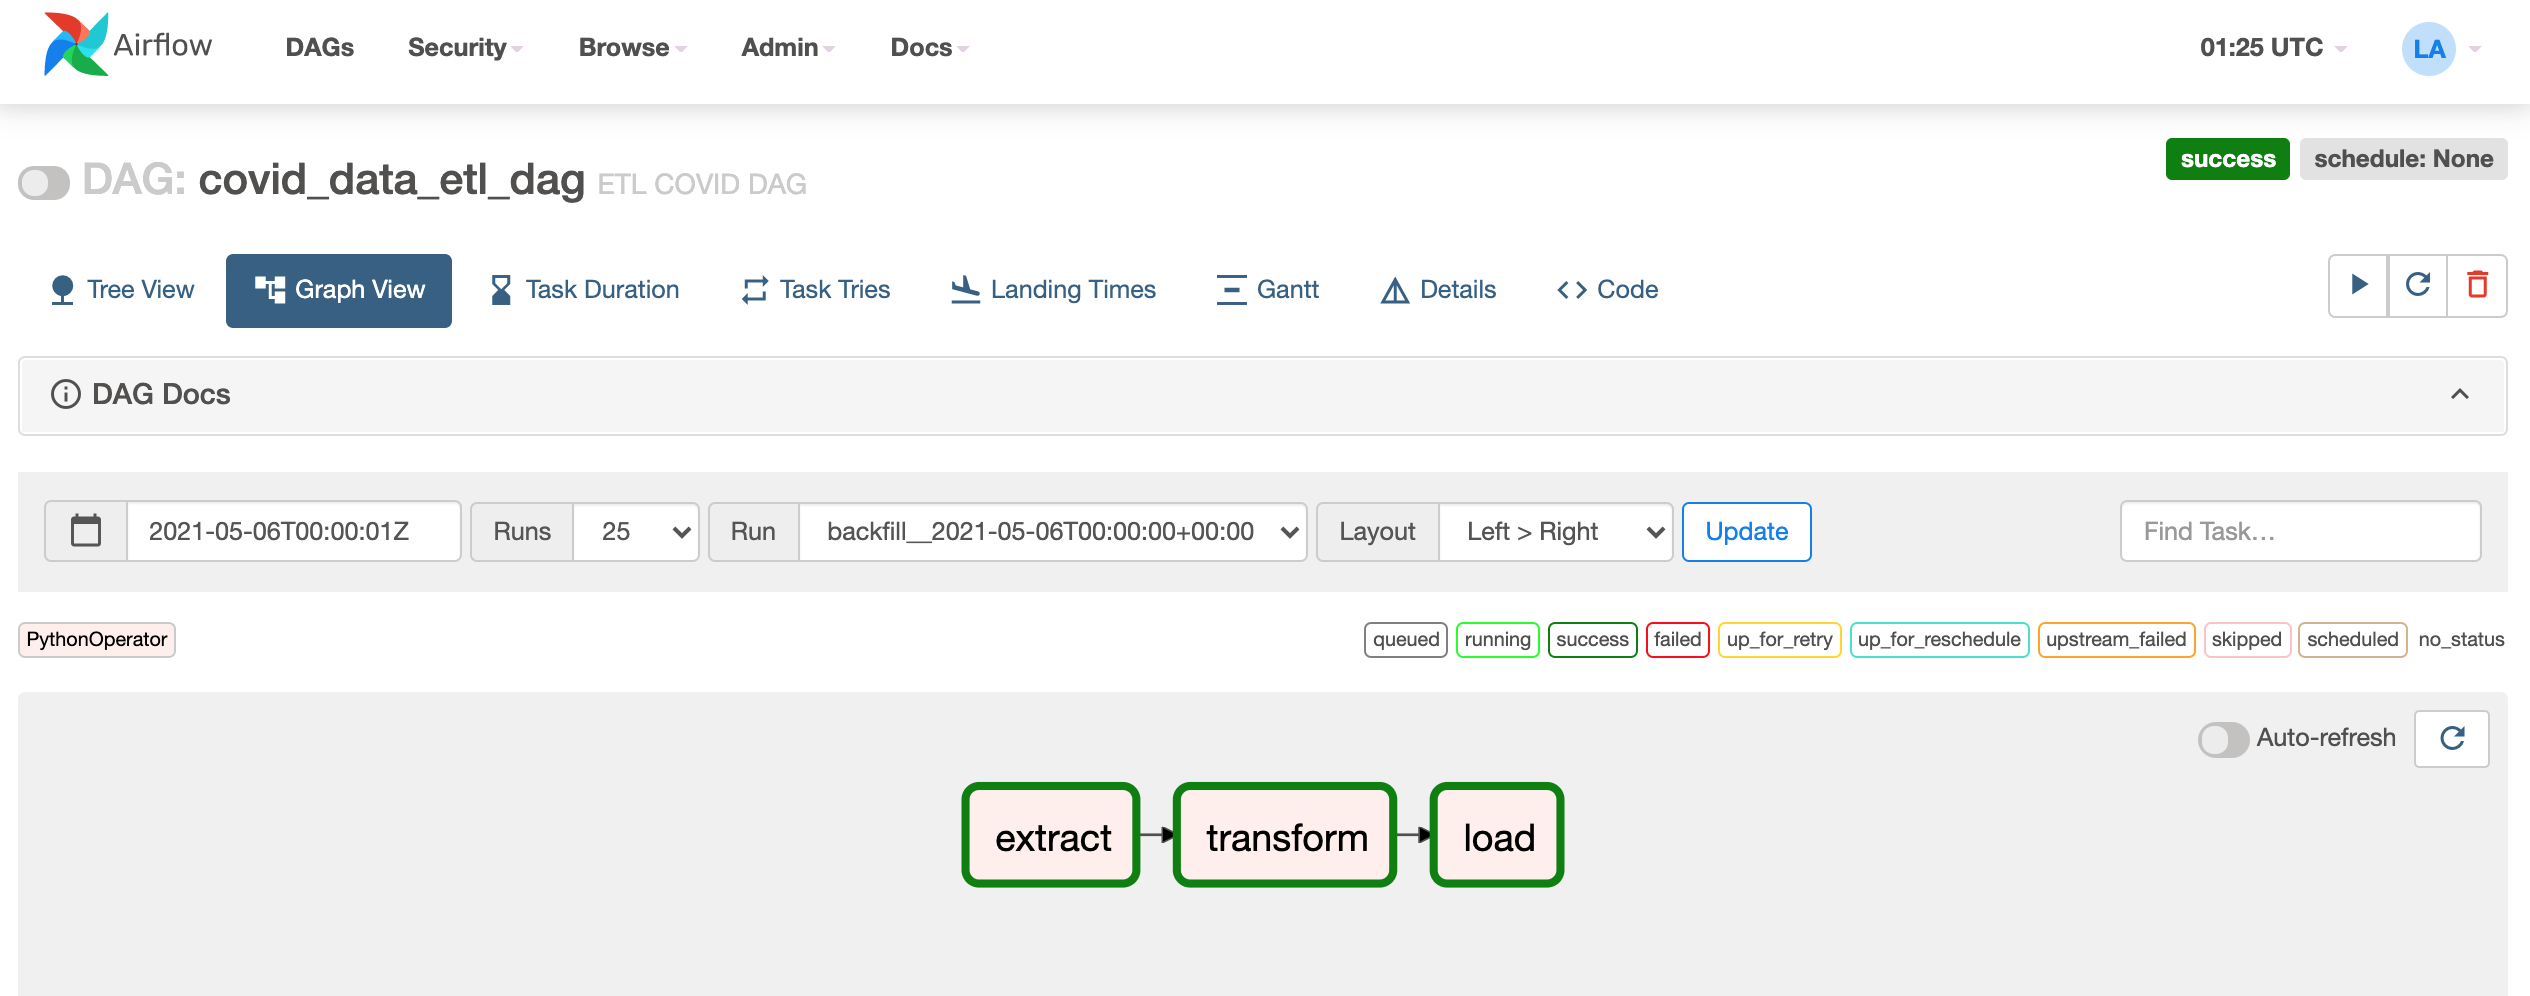 Airflow DAGs Security Browse Admin Docs 01:25 UTC LA
success schedule: None
DAG: covid_data_etl_dag ETL COVID DAG
Tree View Graph View Task Duration Task Tries Landing Times Gantt Details Code
DAG Docs
2021-05-06T00:00:01Z Runs 25 Run backfill__2021-05-06T00:00:00+00:00 Layout Left > Right Update Find Task...
PythonOperator queued running success failed up_for_retry up_for_reschedule upstream_failed skipped scheduled no_status
Auto-refresh
extract transform load